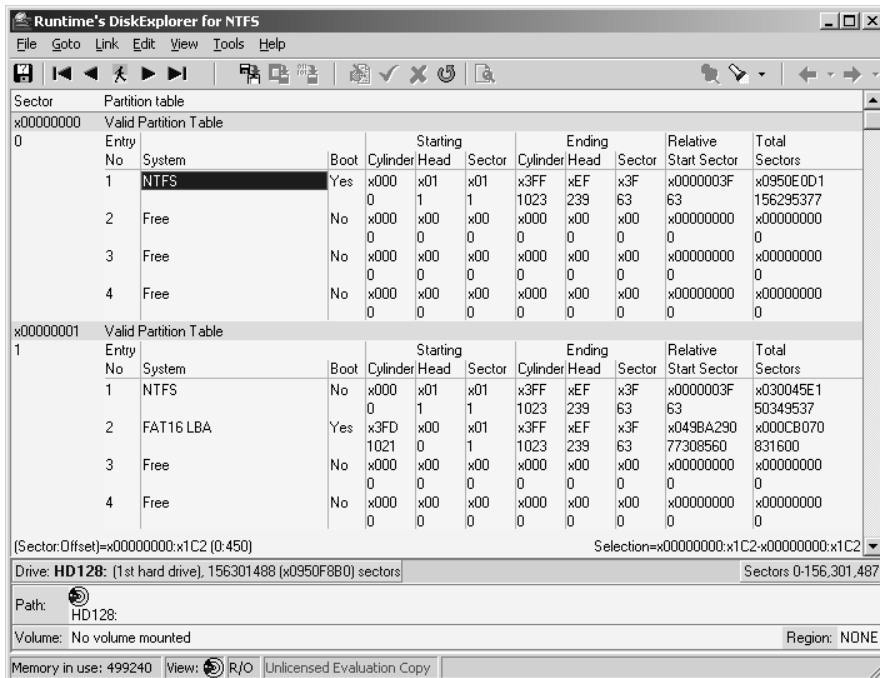 Runtime's DiskExplorer for NTFS
File Goto Link Edit View Tools Help
Sector Partition table
x00000000 Valid Partition Table
0 Entry Starting Ending Relative Total
No System Boot Cylinder Head Sector Cylinder Head Sector Start Sector Sectors
1 NTFS Yes x000 x01 x01 x3FF xEF x3F x0000003F x0950E0D1
0 1 1 1023 239 63 63 156295377
2 Free No x000 x00 x00 x000 x00 x00 x00000000 x00000000
0 0 0 0 0 0 0 0
3 Free No x000 x00 x00 x000 x00 x00 x00000000 x00000000
0 0 0 0 0 0 0 0
4 Free No x000 x00 x00 x000 x00 x00 x00000000 x00000000
0 0 0 0 0 0 0 0
x00000001 Valid Partition Table
1 Entry Starting Ending Relative Total
No System Boot Cylinder Head Sector Cylinder Head Sector Start Sector Sectors
1 NTFS No x000 x01 x01 x3FF xEF x3F x0000003F x030045E1
0 1 1 1023 239 63 63 50349537
2 FAT16 LBA Yes x3FD x00 x01 x3FF xEF x3F x049BA290 x000CB070
1021 0 1 1023 239 63 77308560 831600
3 Free No x000 x00 x00 x000 x00 x00 x00000000 x00000000
0 0 0 0 0 0 0 0
4 Free No x000 x00 x00 x000 x00 x00 x00000000 x00000000
0 0 0 0 0 0 0 0
(Sector:Offset)=x00000000:x1C2 (0:450) Selection=x00000000:x1C2-x00000000:x1C2
Drive: HD128: (1st hard drive), 156301488 (x0950F8B0) sectors Sectors 0-156,301,487
Path: HD128:
Volume: No volume mounted Region: NONE
Memory in use: 499240 View: R/O Unlicensed Evaluation Copy